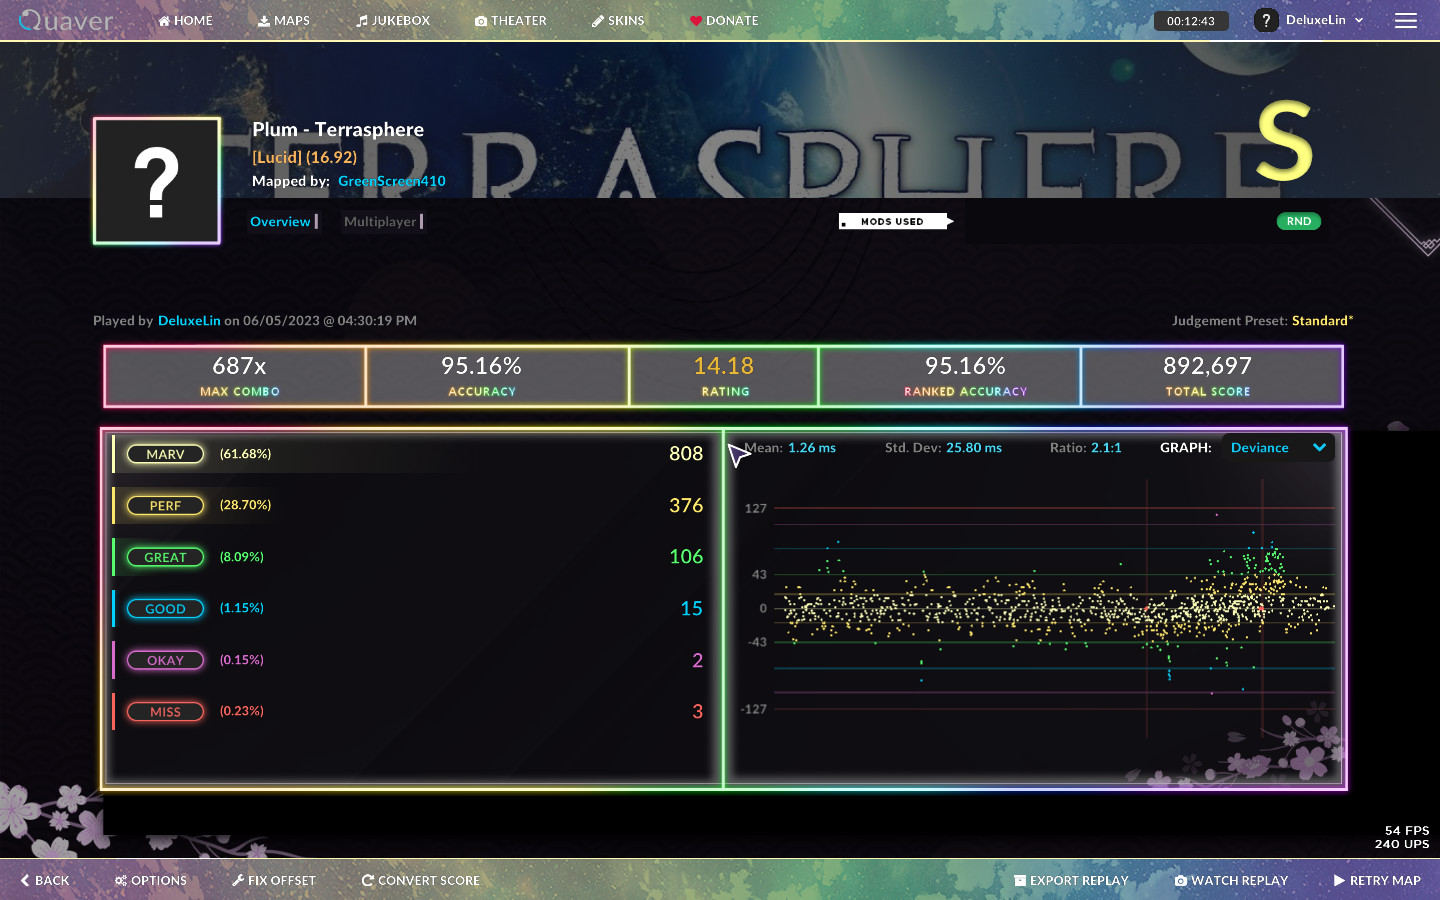 Quaver HOME MAPS JUKEBOX THEATER SKINS DONATE 00:12:43 ? DeluxeLin
TERRASPHERE
?
Plum - Terrasphere
[Lucid] (16.92)
Mapped by: GreenScreen410
S
Overview Multiplayer MODS USED RND
Played by DeluxeLin on 06/05/2023 @ 04:30:19 PM Judgement Preset: Standard*
687x 95.16% 14.18 95.16% 892,697
MAX COMBO ACCURACY RATING RANKED ACCURACY TOTAL SCORE
MARV (61.68%) 808
PERF (28.70%) 376
GREAT (8.09%) 106
GOOD (1.15%) 15
OKAY (0.15%) 2
MISS (0.23%) 3
Mean: 1.26 ms Std. Dev: 25.80 ms Ratio: 2.1:1 GRAPH: Deviance
127
43
0
-43
-127
54 FPS
240 UPS
BACK OPTIONS FIX OFFSET CONVERT SCORE EXPORT REPLAY WATCH REPLAY RETRY MAP